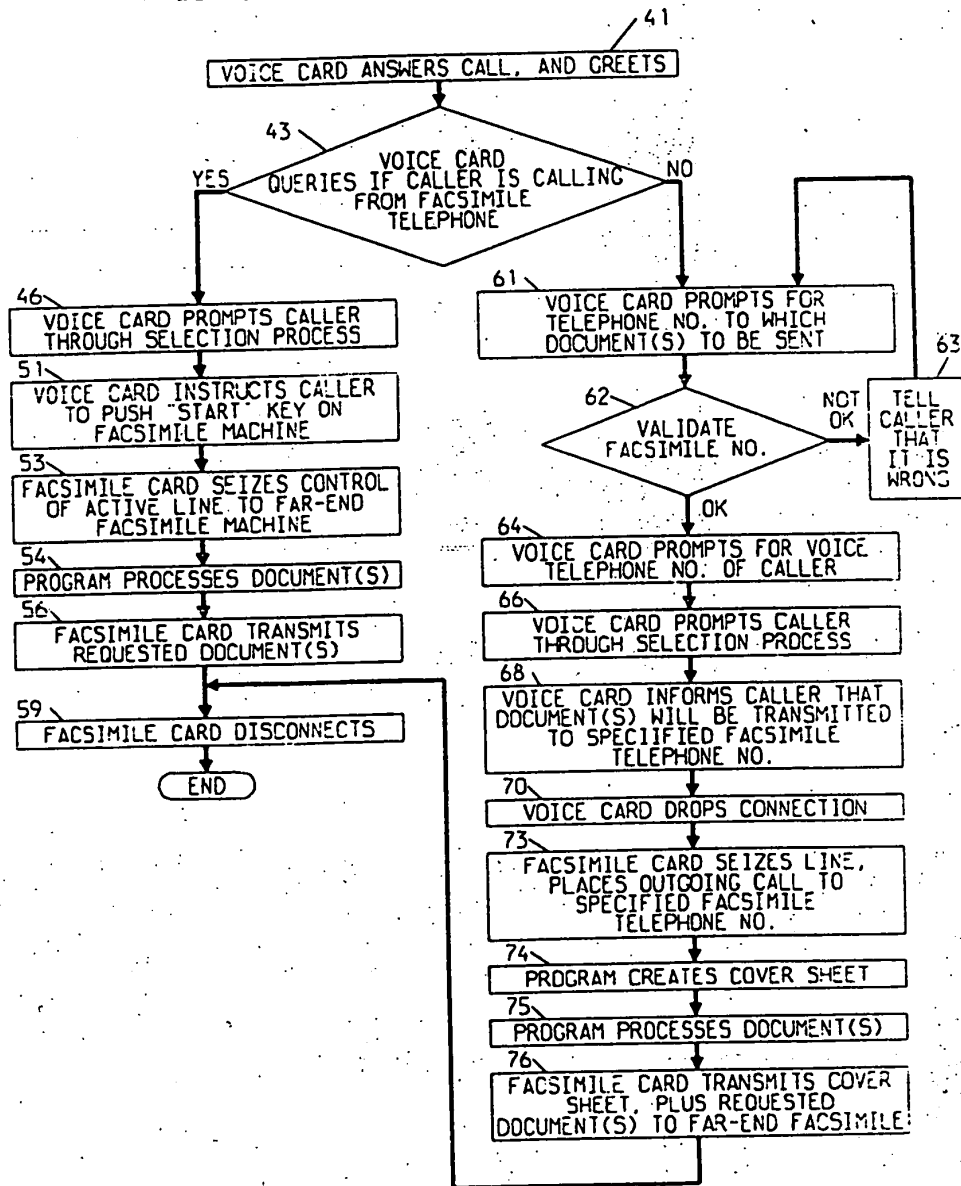 41
VOICE CARD ANSWERS CALL, AND GREETS
43
VOICE CARD
QUERIES IF CALLER IS CALLING
FROM FACSIMILE
TELEPHONE
YES
NO
46
VOICE CARD PROMPTS CALLER
THROUGH SELECTION PROCESS
51
VOICE CARD INSTRUCTS CALLER
TO PUSH "START" KEY ON
FACSIMILE MACHINE
53
FACSIMILE CARD SEIZES CONTROL
OF ACTIVE LINE TO FAR-END
FACSIMILE MACHINE
54
PROGRAM PROCESSES DOCUMENT(S)
56
FACSIMILE CARD TRANSMITS
REQUESTED DOCUMENT(S)
59
FACSIMILE CARD DISCONNECTS
END
61
VOICE CARD PROMPTS FOR
TELEPHONE NO. TO WHICH
DOCUMENT(S) TO BE SENT
62
VALIDATE
FACSIMILE NO.
NOT
OK
63
TELL
CALLER
THAT
IT IS
WRONG
OK
64
VOICE CARD PROMPTS FOR VOICE
TELEPHONE NO. OF CALLER
66
VOICE CARD PROMPTS CALLER
THROUGH SELECTION PROCESS
68
VOICE CARD INFORMS CALLER THAT
DOCUMENT(S) WILL BE TRANSMITTED
TO SPECIIFIED FACSIMILE
TELEPHONE NO.
70
VOICE CARD DROPS CONNECTION
73
FACSIMILE CARD SEIZES LINE,
PLACES OUTGOING CALL TO
SPECIFIED FACSIMILE
TELEPHONE NO.
74
PROGRAM CREATES COVER SHEET
75
PROGRAM PROCESSES DOCUMENT(S)
76
FACSIMILE CARD TRANSMITS COVER
SHEET, PLUS REQUESTED
DOCUMENT(S) TO FAR-END FACSIMILE